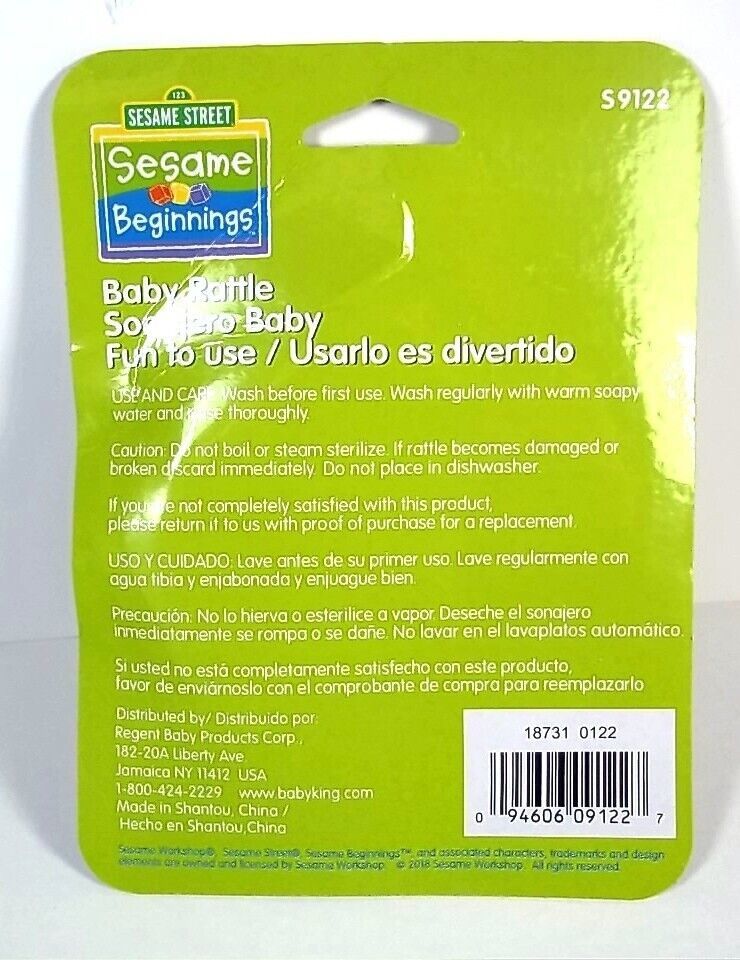 S9122
123
SESAME STREET
Sesame
Beginnings
Baby Rattle
Sonajero Baby
Fun to use / Usarlo es divertido
USE AND CARE: Wash before first use. Wash regularly with warm soapy
water and rinse thoroughly.
Caution: Do not boil or steam sterilize. If rattle becomes damaged or
broken discard immediately. Do not place in dishwasher.
If you are not completely satisfied with this product,
please return it to us with proof of purchase for a replacement.
USO Y CUIDADO: Lave antes de su primer uso. Lave regularmente con
agua tibia y enjabonada y enjuague bien.
Precaución: No lo hierva o esterilice a vapor. Deseche el sonajero
inmediatamente se rompa o se dañe. No lavar en el lavaplatos automático.
Si usted no está completamente satisfecho con este producto,
favor de enviárnoslo con el comprobante de compra para reemplazarlo
Distributed by/ Distribuido por:
Regent Baby Products Corp.,
182-20A Liberty Ave
Jamaica NY 11412 USA
1-800-424-2229 www.babyking.com
Made in Shantou, China /
Hecho en Shantou,China
18731 0122
0 94606 09122 7
Sesame Workshop®, Sesame Street®, Sesame Beginnings™, and associated characters, trademarks and design
elements are owned and licensed by Sesame Workshop. © 2018 Sesame Workshop. All rights reserved.